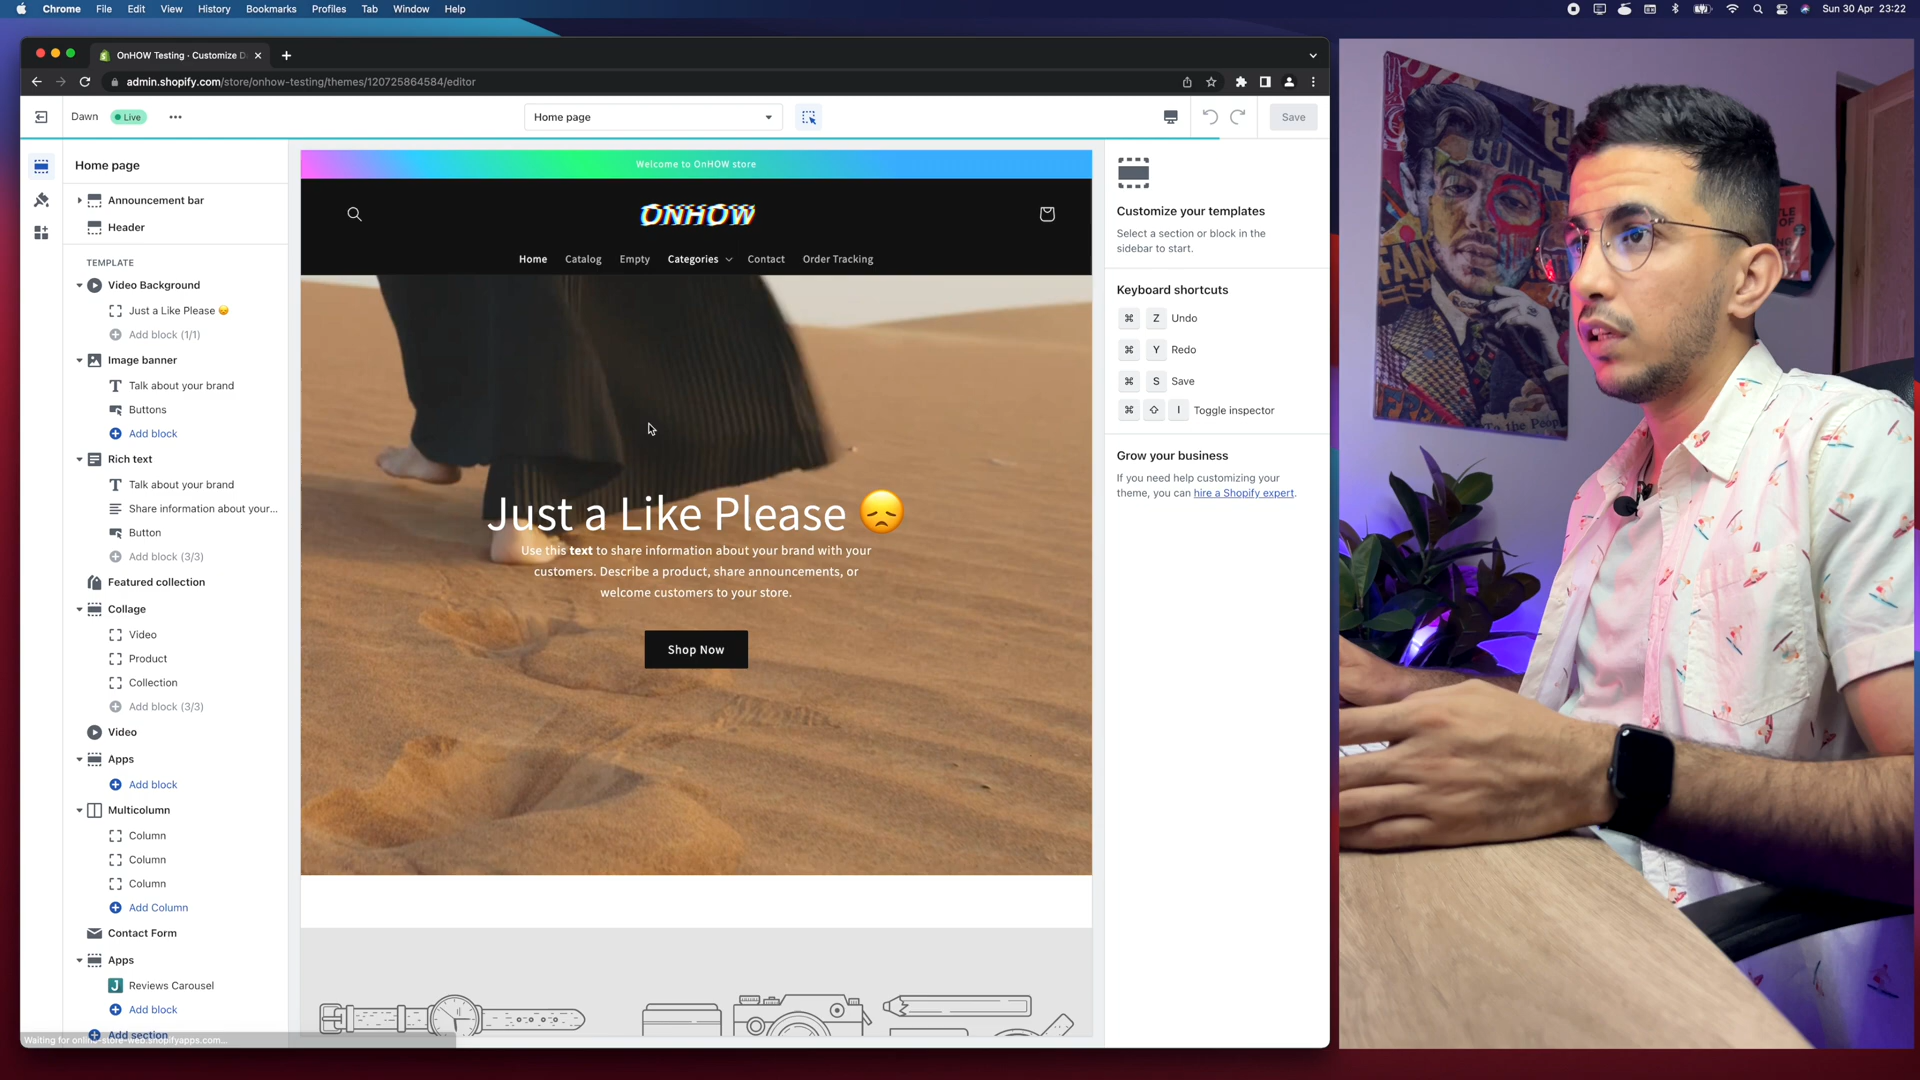 Chrome File Edit View History Bookmarks Profiles Tab Window Help
Sun 30 Apr 23:22
OnHOW Testing · Customize D
admin.shopify.com/store/onhow-testing/themes/120725864584/editor
Dawn
Live
Home page
Save
Home page
Announcement bar
Header
TEMPLATE
Video Background
Just a Like Please 😞
Add block (1/1)
Image banner
Talk about your brand
Buttons
Add block
Rich text
Talk about your brand
Share information about your...
Button
Add block (3/3)
Featured collection
Collage
Video
Product
Collection
Add block (3/3)
Video
Apps
Add block
Multicolumn
Column
Column
Column
Add Column
Contact Form
Apps
Reviews Carousel
Add block
Add section
Waiting for online-store-web.shopifyapps.com...
Welcome to OnHOW store
ONHOW
Home Catalog Empty Categories Contact Order Tracking
Just a Like Please 😞
Use this text to share information about your brand with your
customers. Describe a product, share announcements, or
welcome customers to your store.
Shop Now
Customize your templates
Select a section or block in the
sidebar to start.
Keyboard shortcuts
⌘ Z Undo
⌘ Y Redo
⌘ S Save
⌘ ⇧ I Toggle inspector
Grow your business
If you need help customizing your
theme, you can hire a Shopify expert.